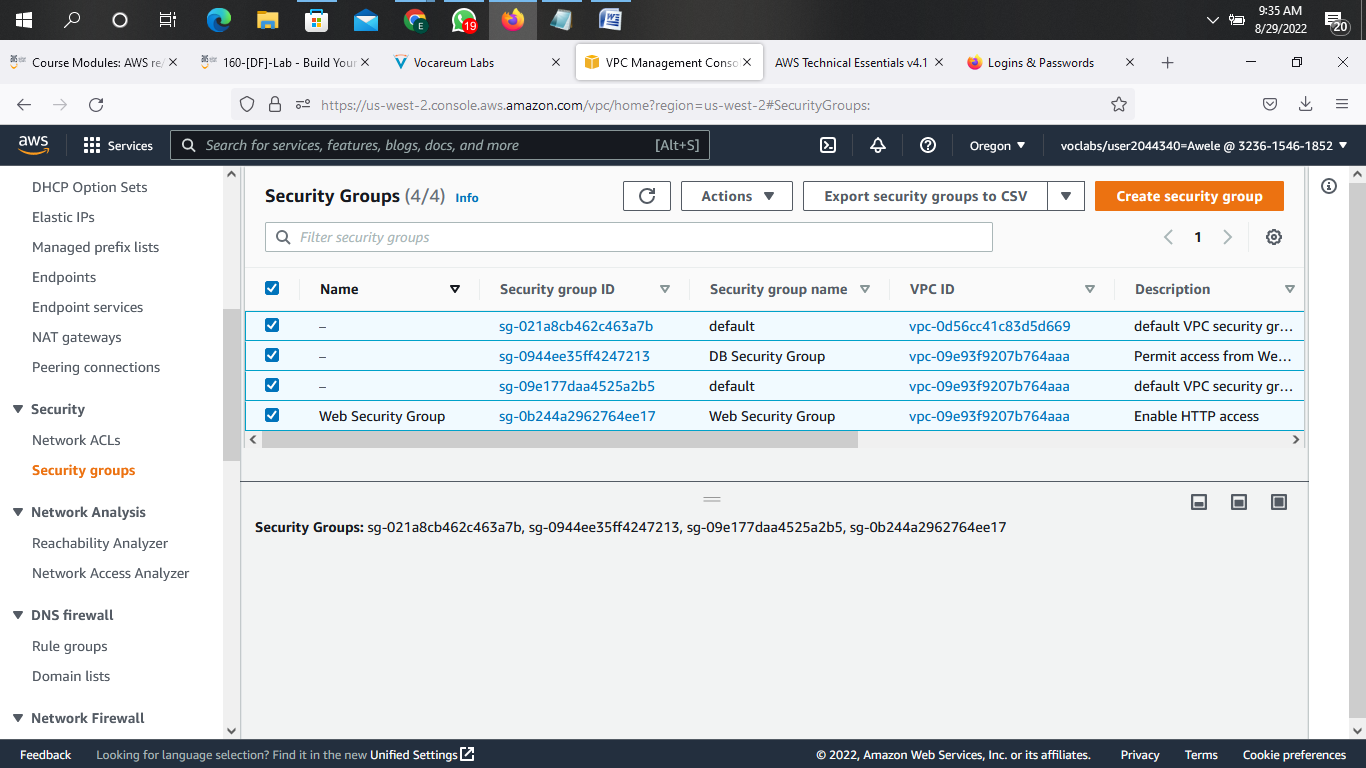 9:35 AM
8/29/2022
19
20
Course Modules: AWS re/
160-[DF]-Lab - Build Your
Vocareum Labs
VPC Management Conso
AWS Technical Essentials v4.1
Logins & Passwords
https://us-west-2.console.aws.amazon.com/vpc/home?region=us-west-2#SecurityGroups:
aws
Services
Search for services, features, blogs, docs, and more
[Alt+S]
Oregon
voclabs/user2044340=Awele @ 3236-1546-1852
DHCP Option Sets
Elastic IPs
Managed prefix lists
Endpoints
Endpoint services
NAT gateways
Peering connections
Security
Network ACLs
Security groups
Network Analysis
Reachability Analyzer
Network Access Analyzer
DNS firewall
Rule groups
Domain lists
Network Firewall
Security Groups (4/4) Info
Actions
Export security groups to CSV
Create security group
Filter security groups
1
Name Security group ID Security group name VPC ID Description
– sg-021a8cb462c463a7b default vpc-0d56cc41c83d5d669 default VPC security gr...
– sg-0944ee35ff4247213 DB Security Group vpc-09e93f9207b764aaa Permit access from We...
– sg-09e177daa4525a2b5 default vpc-09e93f9207b764aaa default VPC security gr...
Web Security Group sg-0b244a2962764ee17 Web Security Group vpc-09e93f9207b764aaa Enable HTTP access
Security Groups: sg-021a8cb462c463a7b, sg-0944ee35ff4247213, sg-09e177daa4525a2b5, sg-0b244a2962764ee17
Feedback
Looking for language selection? Find it in the new Unified Settings
© 2022, Amazon Web Services, Inc. or its affiliates.
Privacy
Terms
Cookie preferences